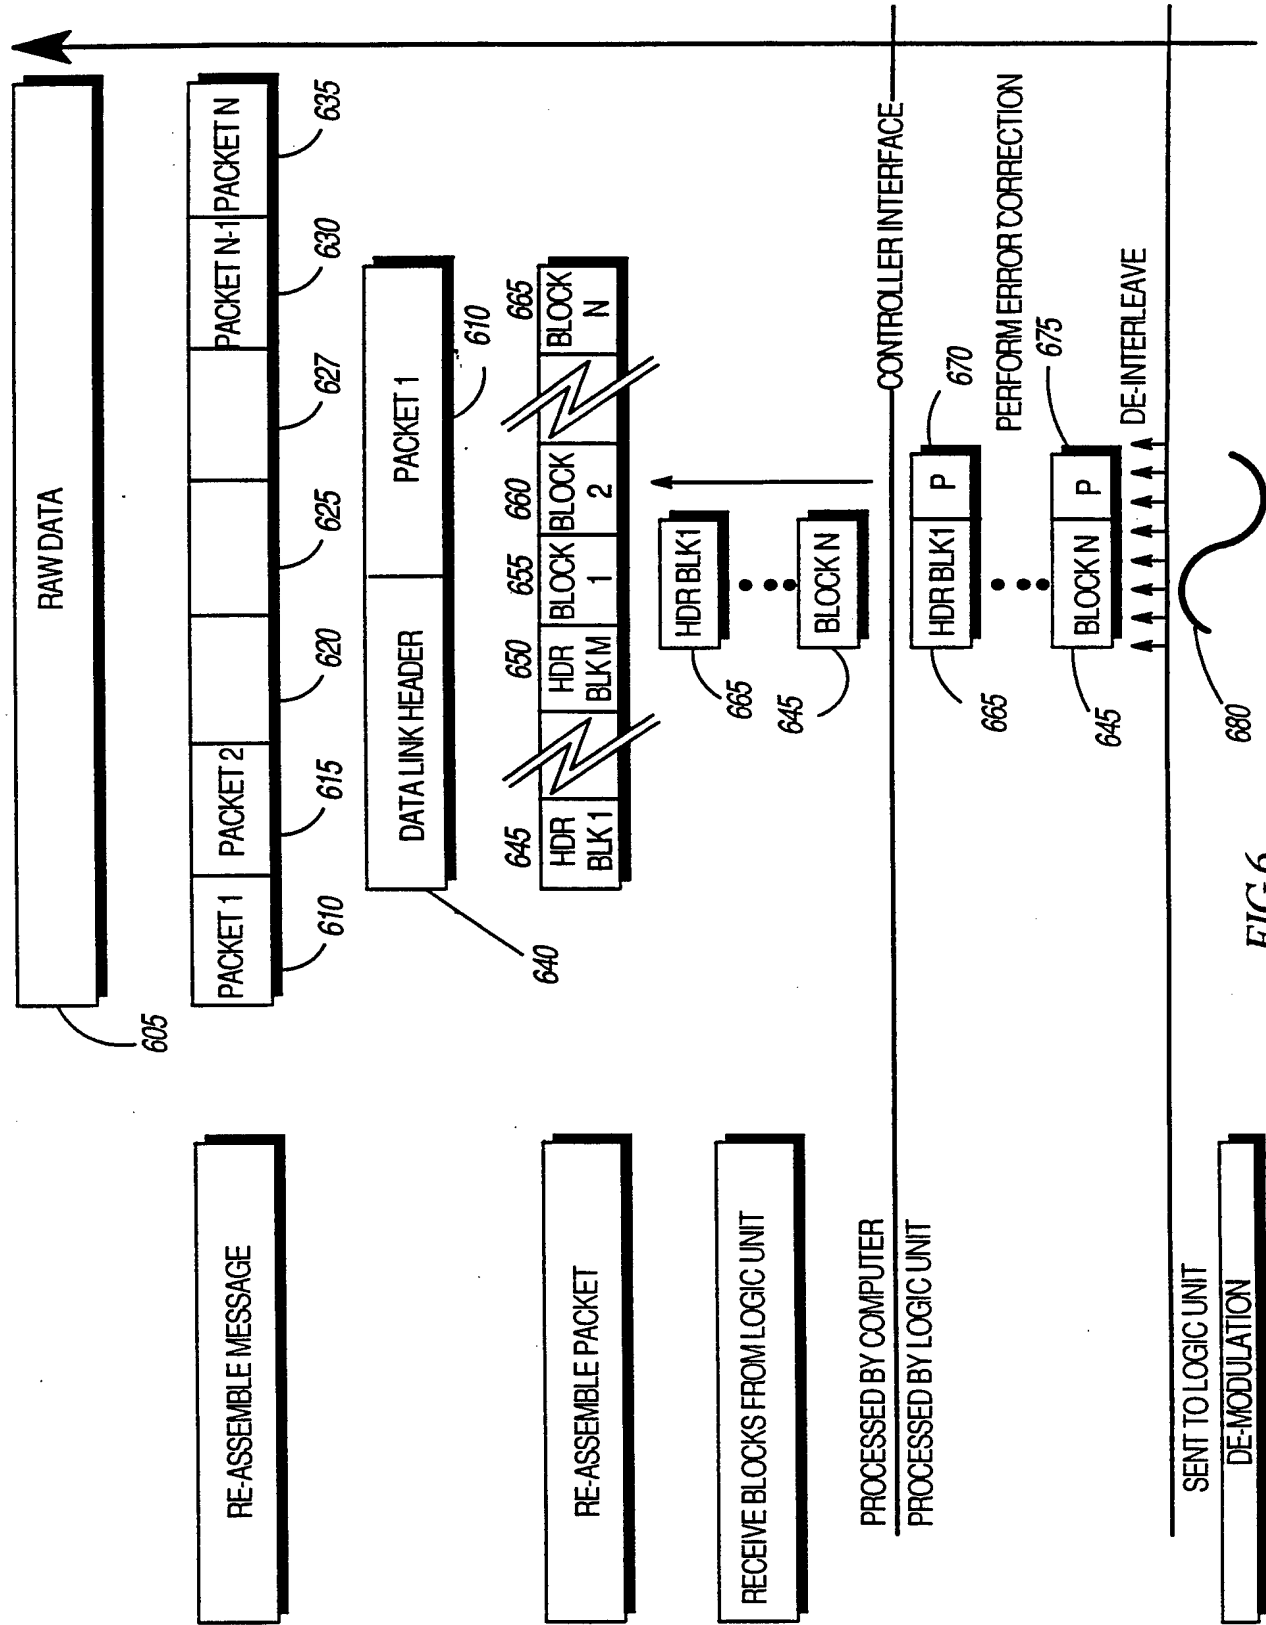 RAW DATA
605
RE-ASSEMBLE MESSAGE
PACKET 1
PACKET 2
PACKET N-1
PACKET N
610
615
620
625
627
630
635
DATA LINK HEADER
PACKET 1
640
610
RE-ASSEMBLE PACKET
645
650
655
660
665
HDR
BLK 1
HDR
BLK M
BLOCK
1
BLOCK
2
BLOCK
N
RECEIVE BLOCKS FROM LOGIC UNIT
HDR BLK1
665
BLOCK N
645
PROCESSED BY COMPUTER
CONTROLLER INTERFACE
PROCESSED BY LOGIC UNIT
HDR BLK1
P
670
665
PERFORM ERROR CORRECTION
BLOCK N
P
675
645
DE-INTERLEAVE
SENT TO LOGIC UNIT
DE-MODULATION
680
FIG.6